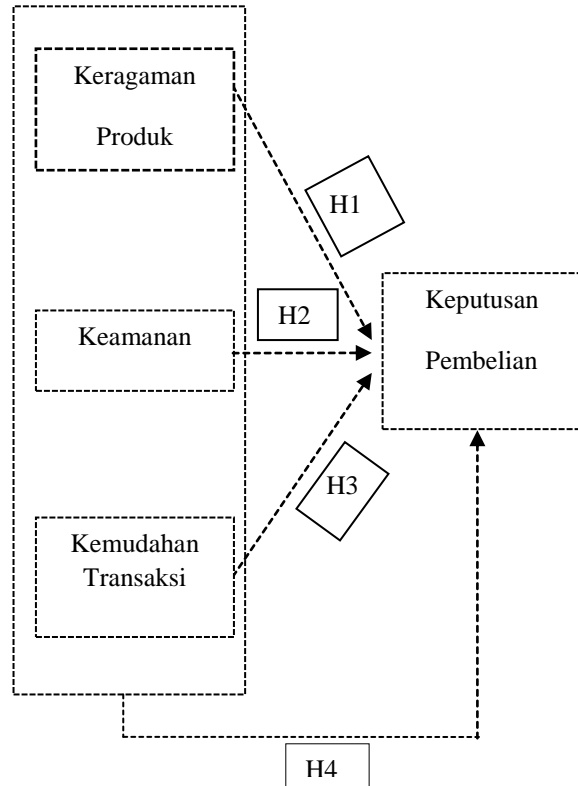 Keragaman
Produk
H1
Keamanan
H2
Keputusan
Pembelian
Kemudahan
Transaksi
H3
H4